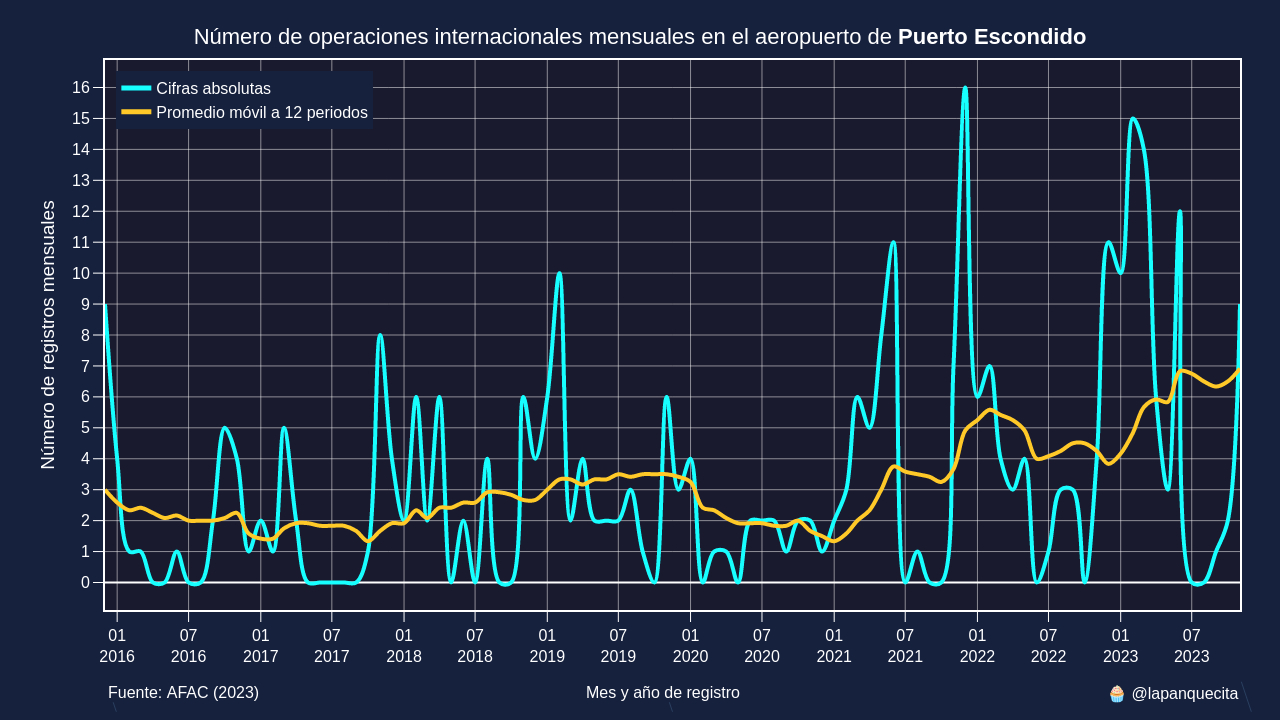 Número de operaciones internacionales mensuales en el aeropuerto de Puerto Escondido
Cifras absolutas
Promedio móvil a 12 periodos
Número de registros mensuales
16
15
14
13
12
11
10
9
8
7
6
5
4
3
2
1
0
01 07 01 07 01 07 01 07 01 07 01 07 01 07 01 07
2016 2016 2017 2017 2018 2018 2019 2019 2020 2020 2021 2021 2022 2022 2023 2023
Fuente: AFAC (2023) Mes y año de registro 🧁 @lapanquecita